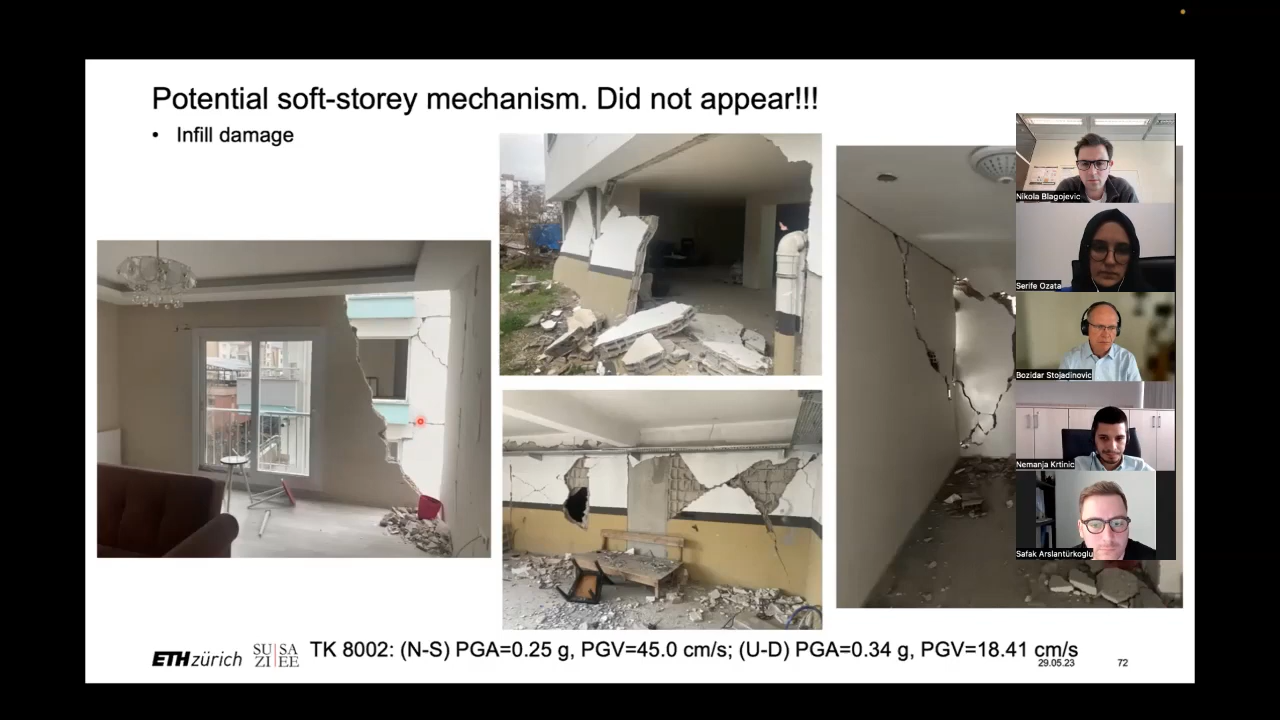 Potential soft-storey mechanism. Did not appear!!!
• Infill damage
Nikola Blagojevic
Serife Ozata
Bozidar Stojadinovic
Nemanja Krtinic
Safak Arslantürkoglu
ETH zürich
SU|SA
ZI|EE
TK 8002: (N-S) PGA=0.25 g, PGV=45.0 cm/s; (U-D) PGA=0.34 g, PGV=18.41 cm/s
29.05.23
72